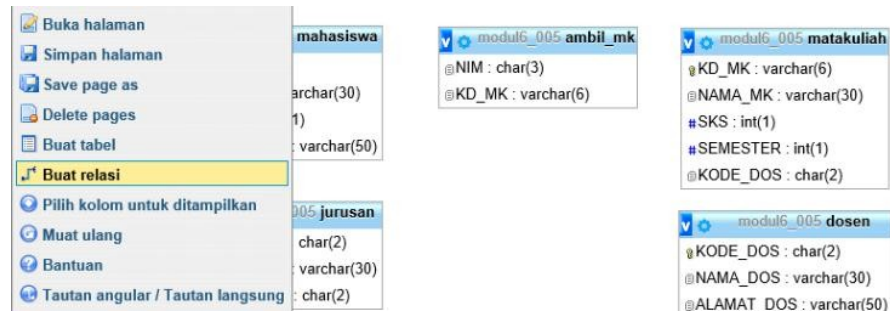 Buka halaman
Simpan halaman
Save page as
Delete pages
Buat tabel
Buat relasi
Pilih kolom untuk ditampilkan
Muat ulang
Bantuan
Tautan angular / Tautan langsung
mahasiswa
archar(30)
1)
: varchar(50)
005 jurusan
char(2)
: varchar(30)
: char(2)
v modul6_005 ambil_mk
NIM : char(3)
KD_MK : varchar(6)
v modul6_005 matakuliah
KD_MK : varchar(6)
NAMA_MK : varchar(30)
#SKS : int(1)
#SEMESTER : int(1)
KODE_DOS : char(2)
v modul6_005 dosen
KODE_DOS : char(2)
NAMA_DOS : varchar(30)
ALAMAT_DOS : varchar(50)